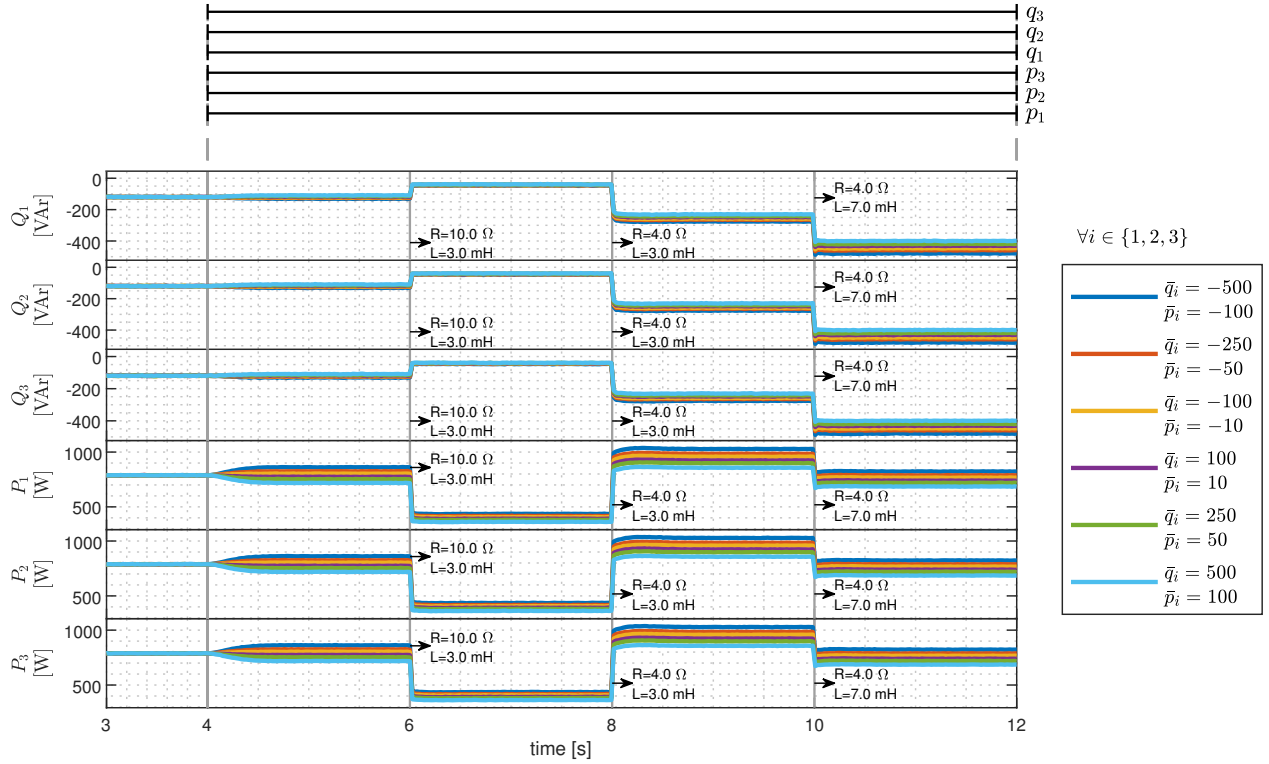 q₃
q₂
q₁
p₃
p₂
p₁
Q₁
[VAr]
0
-200
-400
R=10.0 Ω
L=3.0 mH
R=4.0 Ω
L=3.0 mH
R=4.0 Ω
L=7.0 mH
Q₂
[VAr]
0
-200
-400
R=10.0 Ω
L=3.0 mH
R=4.0 Ω
L=3.0 mH
R=4.0 Ω
L=7.0 mH
Q₃
[VAr]
0
-200
-400
R=10.0 Ω
L=3.0 mH
R=4.0 Ω
L=3.0 mH
R=4.0 Ω
L=7.0 mH
P₁
[W]
1000
500
R=10.0 Ω
L=3.0 mH
R=4.0 Ω
L=3.0 mH
R=4.0 Ω
L=7.0 mH
P₂
[W]
1000
500
R=10.0 Ω
L=3.0 mH
R=4.0 Ω
L=3.0 mH
R=4.0 Ω
L=7.0 mH
P₃
[W]
1000
500
R=10.0 Ω
L=3.0 mH
R=4.0 Ω
L=3.0 mH
R=4.0 Ω
L=7.0 mH
3 4 6 8 10 12
time [s]
∀i ∈ {1, 2, 3}
q̄ᵢ = −500
p̄ᵢ = −100
q̄ᵢ = −250
p̄ᵢ = −50
q̄ᵢ = −100
p̄ᵢ = −10
q̄ᵢ = 100
p̄ᵢ = 10
q̄ᵢ = 250
p̄ᵢ = 50
q̄ᵢ = 500
p̄ᵢ = 100